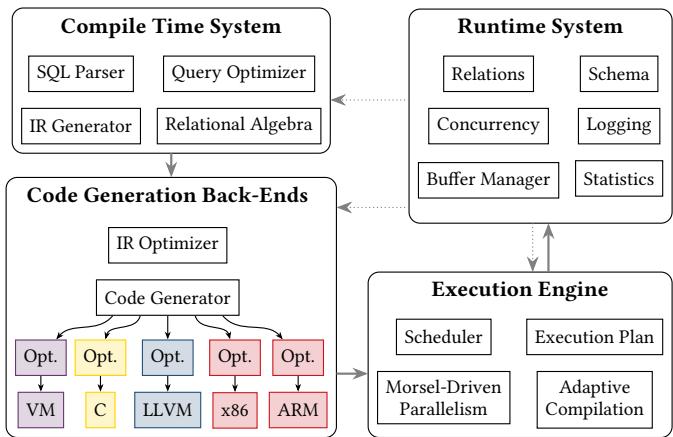 Compile Time System
SQL Parser
Query Optimizer
IR Generator
Relational Algebra
Runtime System
Relations
Schema
Concurrency
Logging
Buffer Manager
Statistics
Code Generation Back-Ends
IR Optimizer
Code Generator
Opt.
Opt.
Opt.
Opt.
Opt.
VM
C
LLVM
x86
ARM
Execution Engine
Scheduler
Execution Plan
Morsel-Driven
Parallelism
Adaptive
Compilation